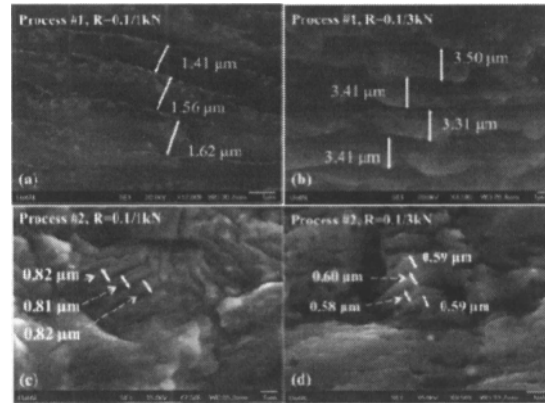 Process #1, R=0.1/1kN
1.41 μm
1.56 μm
1.62 μm
(a)
Process #1, R=0.1/3kN
3.50 μm
3.41 μm
3.31 μm
3.41 μm
(b)
Process #2, R=0.1/1kN
0.82 μm
0.81 μm
0.82 μm
(c)
Process #2, R=0.1/3kN
0.59 μm
0.60 μm
0.58 μm
0.59 μm
(d)